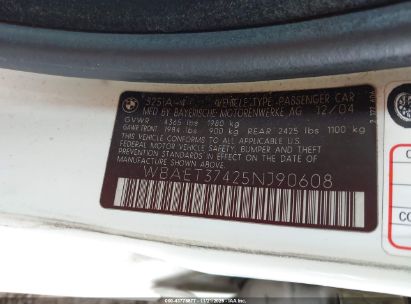 325IA-4 VEHICLE-TYPE-PASSENGER CAR
MFD BY BAYERISCHE MOTORENWERKE AG 12/04
GVWR 4365 lbs 1980 kg
GAWR FRONT 1984 lbs 900 kg REAR 2425 lbs 1100 kg
THIS VEHICLE CONFORMS TO ALL APPLICABLE
FEDERAL MOTOR VEHICLE SAFETY, BUMPER, AND THEFT
PREVENTION STANDARDS IN EFFECT ON THE DATE OF
MANUFACTURE SHOWN ABOVE.
WBAET37425NJ90608